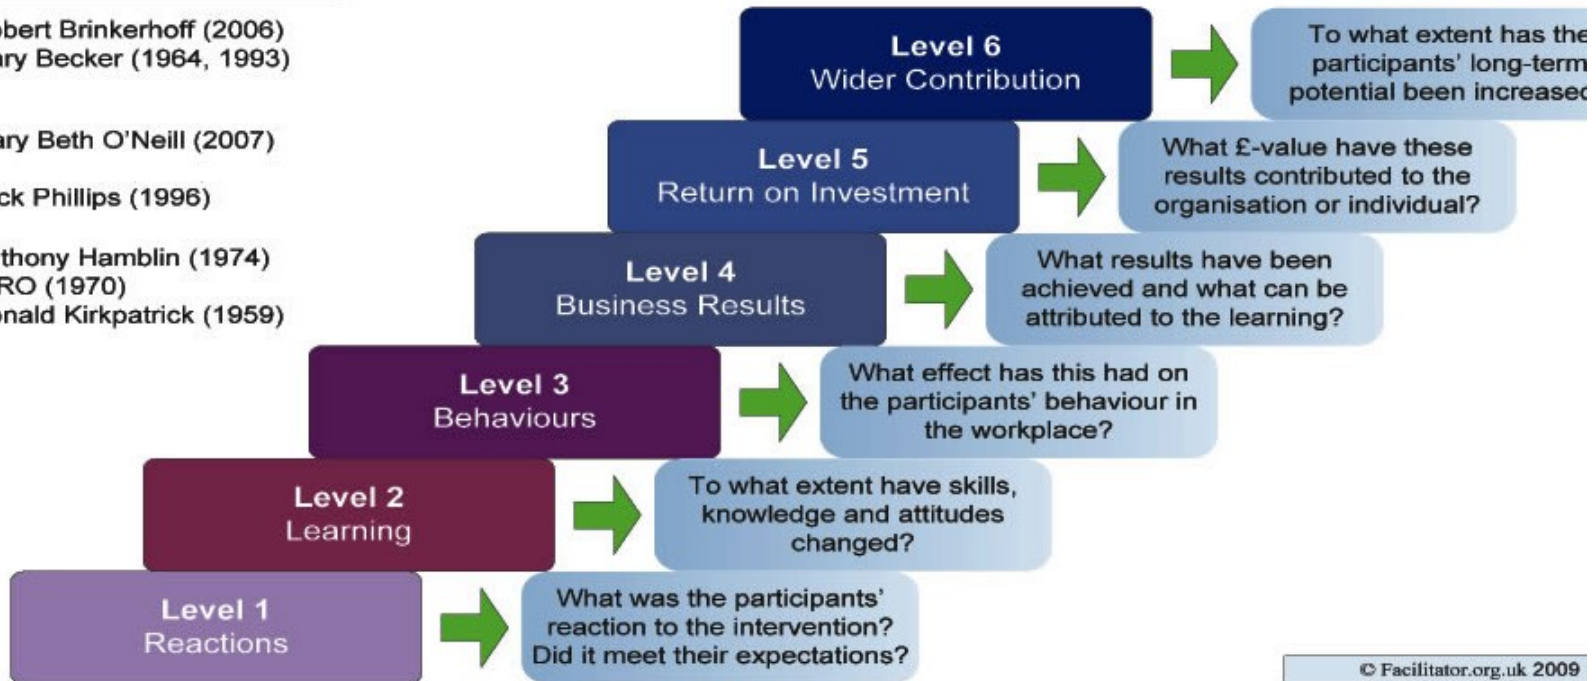 bert Brinkerhoff (2006)
ary Becker (1964, 1993)
ary Beth O'Neill (2007)
ck Phillips (1996)
thony Hamblin (1974)
RO (1970)
onald Kirkpatrick (1959)
Level 6
Wider Contribution
To what extent has the
participants' long-term
potential been increased
Level 5
Return on Investment
What £-value have these
results contributed to the
organisation or individual?
Level 4
Business Results
What results have been
achieved and what can be
attributed to the learning?
Level 3
Behaviours
What effect has this had on
the participants' behaviour in
the workplace?
Level 2
Learning
To what extent have skills,
knowledge and attitudes
changed?
Level 1
Reactions
What was the participants'
reaction to the intervention?
Did it meet their expectations?
© Facilitator.org.uk 2009